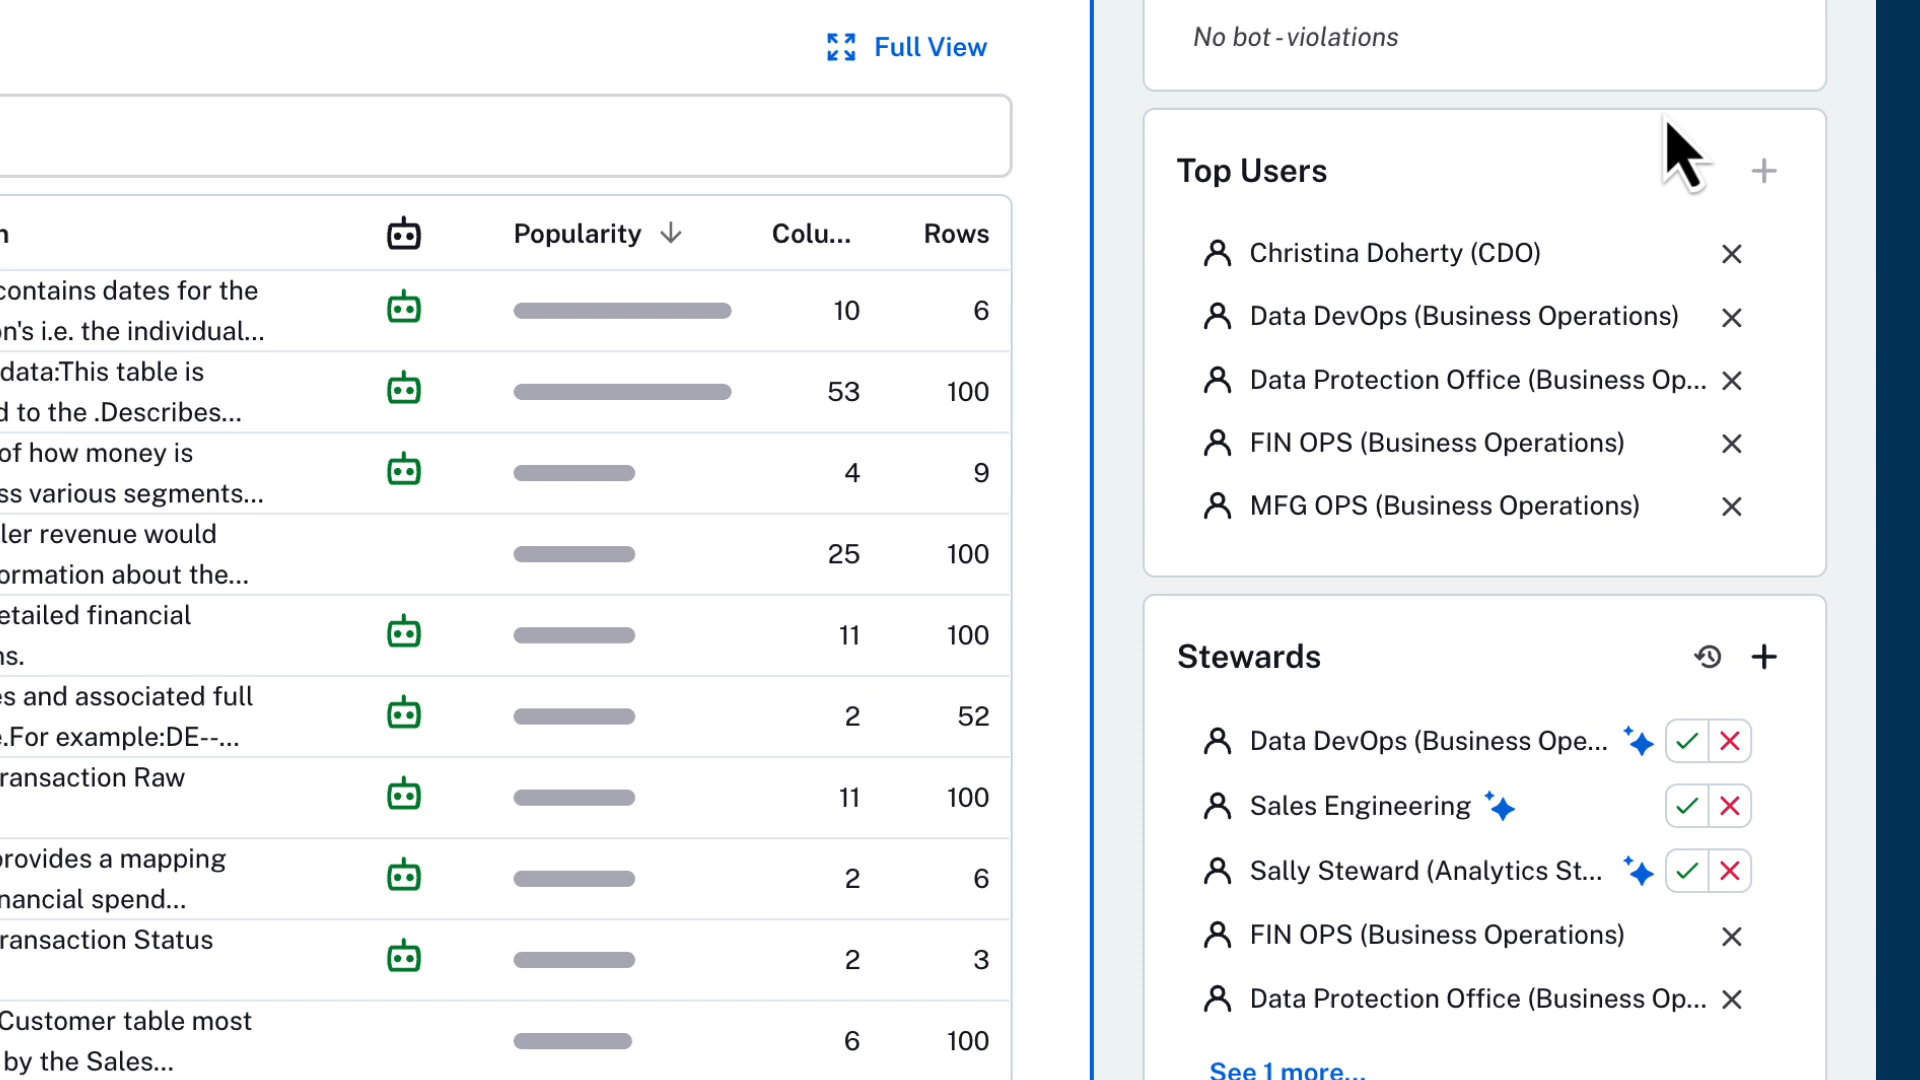 Full View
n
Popularity
Colu...
Rows
contains dates for the
on's i.e. the individual...
10
6
data:This table is
d to the .Describes...
53
100
of how money is
ss various segments...
4
9
ler revenue would
ormation about the...
25
100
etailed financial
ns.
11
100
es and associated full
e.For example:DE--...
2
52
ransaction Raw
11
100
provides a mapping
nancial spend...
2
6
ransaction Status
2
3
Customer table most
by the Sales...
6
100
No bot-violations
Top Users
Christina Doherty (CDO)
Data DevOps (Business Operations)
Data Protection Office (Business Op...
FIN OPS (Business Operations)
MFG OPS (Business Operations)
Stewards
Data DevOps (Business Ope...
Sales Engineering
Sally Steward (Analytics St...
FIN OPS (Business Operations)
Data Protection Office (Business Op...
See 1 more...